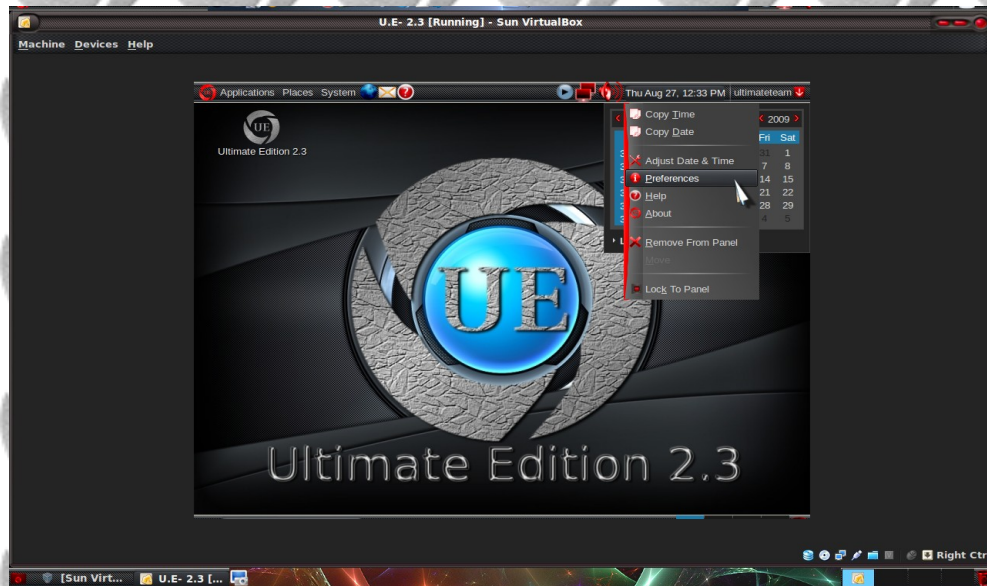 U.E- 2.3 [Running] - Sun VirtualBox
Machine Devices Help
Applications Places System
Thu Aug 27, 12:33 PM
ultimateteam
UE
Ultimate Edition 2.3
Copy Time
Copy Date
Adjust Date & Time
Preferences
Help
About
Remove From Panel
Move
Lock To Panel
2009
Fri Sat
31 1
7 8
14 15
21 22
28 29
4 5
UE
Ultimate Edition 2.3
Right Ctr
[Sun Virt...
U.E- 2.3 [...